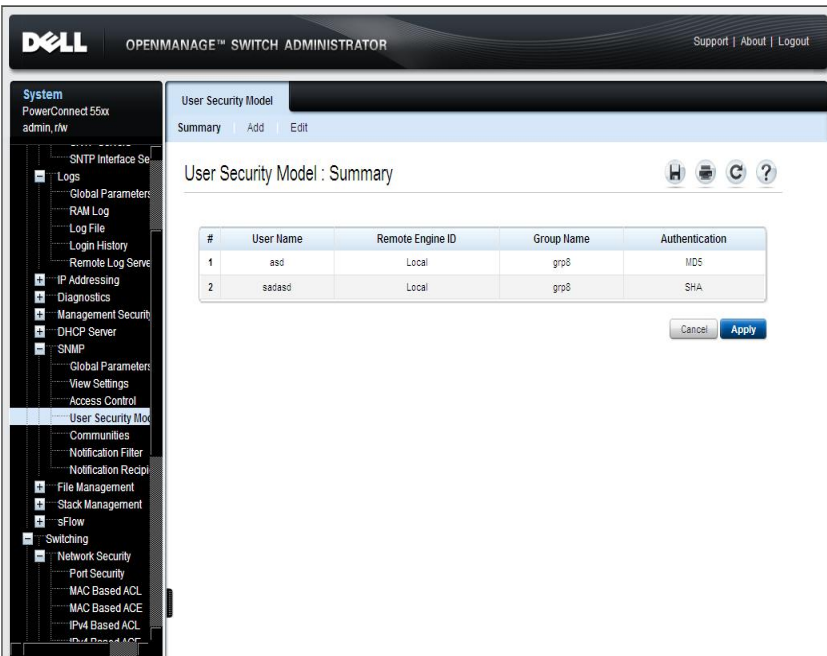 DELL
OPENMANAGE™ SWITCH ADMINISTRATOR
Support | About | Logout
System
PowerConnect 55xx
admin, r/w
SNTP Interface Se
Logs
Global Parameters
RAM Log
Log File
Login History
Remote Log Serve
IP Addressing
Diagnostics
Management Securit
DHCP Server
SNMP
Global Parameters
View Settings
Access Control
User Security Mod
Communities
Notification Filter
Notification Recipi
File Management
Stack Management
sFlow
Switching
Network Security
Port Security
MAC Based ACL
MAC Based ACE
IPv4 Based ACL
IPv4 Based ACE
User Security Model
Summary Add Edit
User Security Model : Summary
# User Name Remote Engine ID Group Name Authentication
1 asd Local grp8 MD5
2 sadasd Local grp8 SHA
Cancel Apply